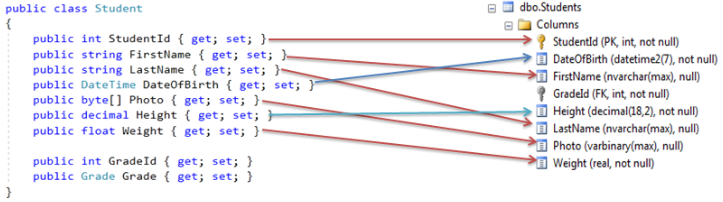 public class Student
{
public int StudentId { get; set; }
public string FirstName { get; set; }
public string LastName { get; set; }
public DateTime DateOfBirth { get; set; }
public byte[] Photo { get; set; }
public decimal Height { get; set; }
public float Weight { get; set; }
public int GradeId { get; set; }
public Grade Grade { get; set; }
}
dbo.Students
Columns
StudentId (PK, int, not null)
DateOfBirth (datetime2(7), not null)
FirstName (nvarchar(max), null)
GradeId (FK, int, not null)
Height (decimal(18,2), not null)
LastName (nvarchar(max), null)
Photo (varbinary(max), null)
Weight (real, not null)